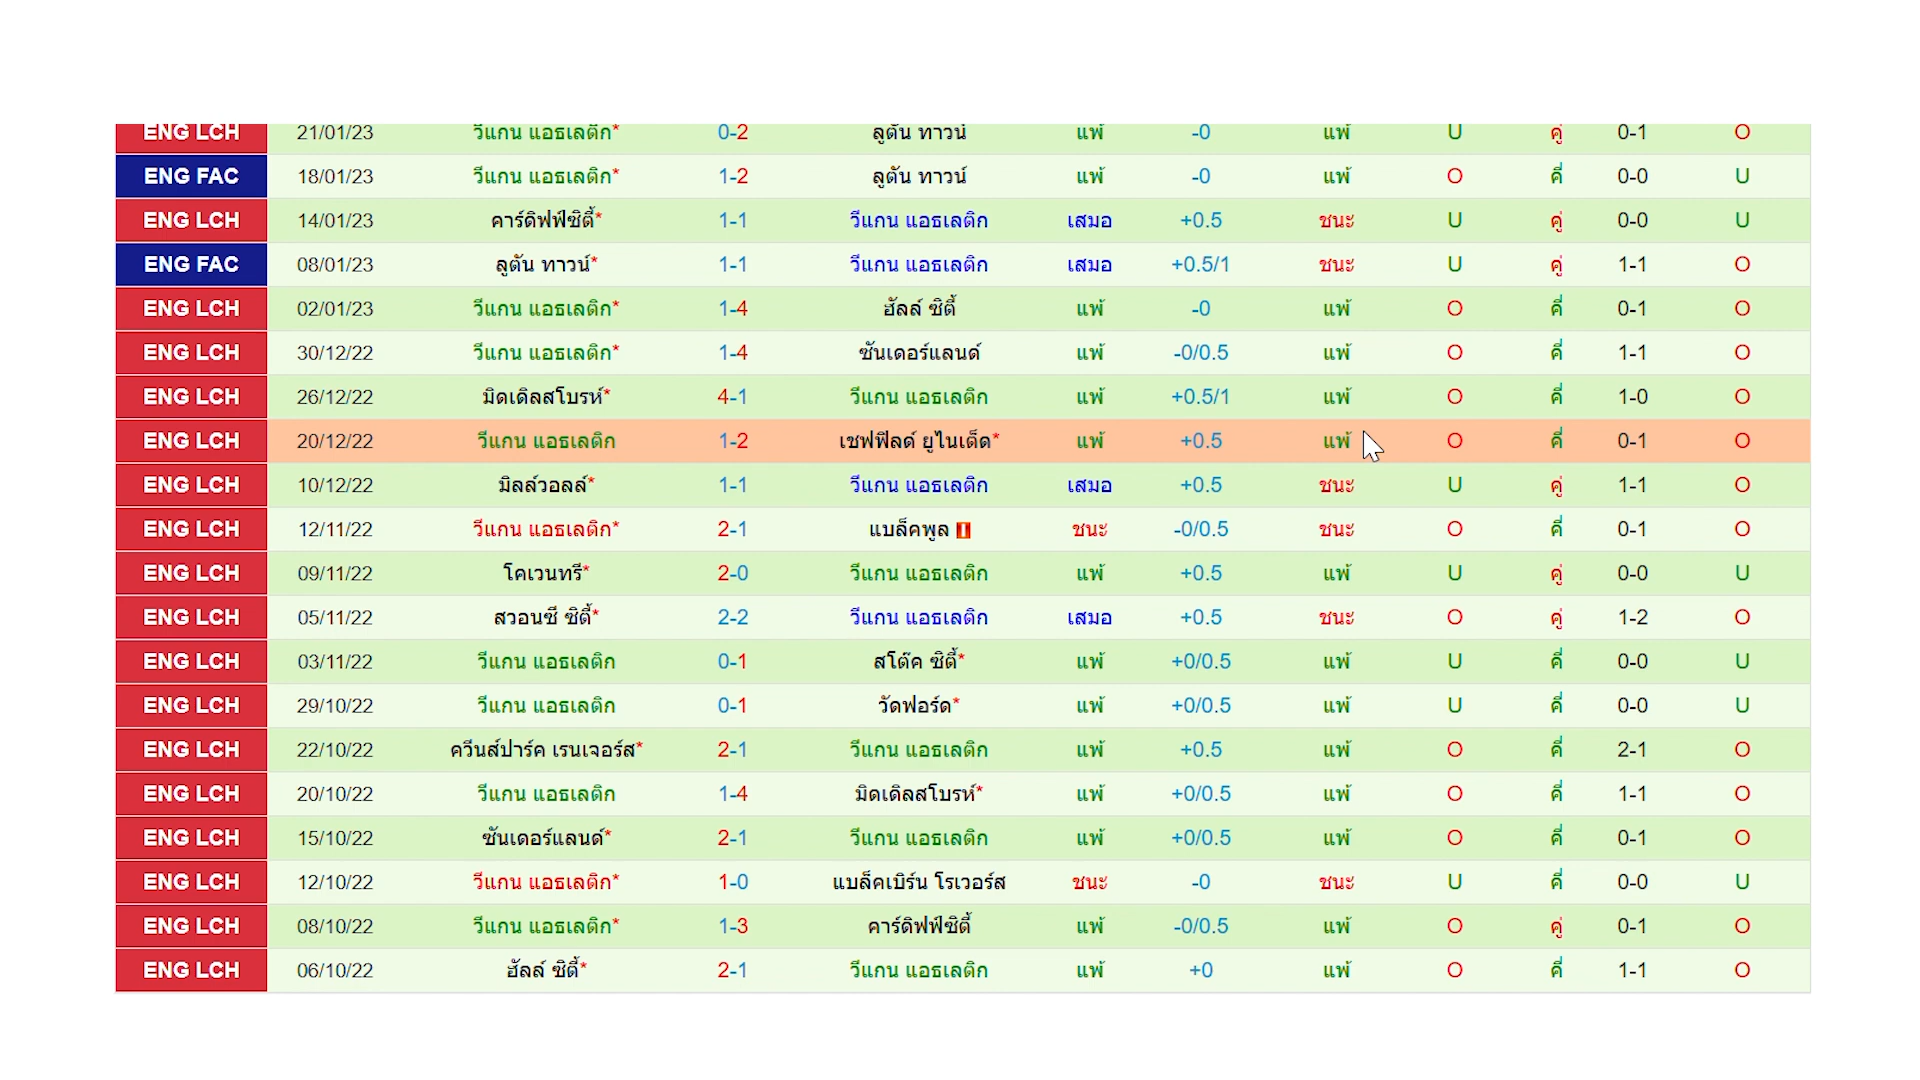 ENG LCH 21/01/23 วีแกน แอธเลติก* 0-2 ลูตัน ทาวน์ แพ้ -0 แพ้ U คู่ 0-1 O
ENG FAC 18/01/23 วีแกน แอธเลติก* 1-2 ลูตัน ทาวน์ แพ้ -0 แพ้ O คี่ 0-0 U
ENG LCH 14/01/23 คาร์ดิฟฟ์ซิตี้* 1-1 วีแกน แอธเลติก เสมอ +0.5 ชนะ U คู่ 0-0 U
ENG FAC 08/01/23 ลูตัน ทาวน์* 1-1 วีแกน แอธเลติก เสมอ +0.5/1 ชนะ U คู่ 1-1 O
ENG LCH 02/01/23 วีแกน แอธเลติก* 1-4 ฮัลล์ ซิตี้ แพ้ -0 แพ้ O คี่ 0-1 O
ENG LCH 30/12/22 วีแกน แอธเลติก* 1-4 ซันเดอร์แลนด์ แพ้ -0/0.5 แพ้ O คี่ 1-1 O
ENG LCH 26/12/22 มิดเดิลสโบรห์* 4-1 วีแกน แอธเลติก แพ้ +0.5/1 แพ้ O คี่ 1-0 O
ENG LCH 20/12/22 วีแกน แอธเลติก 1-2 เชฟฟิลด์ ยูไนเต็ด* แพ้ +0.5 แพ้ O คี่ 0-1 O
ENG LCH 10/12/22 มิลล์วอลล์* 1-1 วีแกน แอธเลติก เสมอ +0.5 ชนะ U คู่ 1-1 O
ENG LCH 12/11/22 วีแกน แอธเลติก* 2-1 แบล็คพูล ชนะ -0/0.5 ชนะ O คี่ 0-1 O
ENG LCH 09/11/22 โคเวนทรี* 2-0 วีแกน แอธเลติก แพ้ +0.5 แพ้ U คู่ 0-0 U
ENG LCH 05/11/22 สวอนซี ซิตี้* 2-2 วีแกน แอธเลติก เสมอ +0.5 ชนะ O คู่ 1-2 O
ENG LCH 03/11/22 วีแกน แอธเลติก 0-1 สโต๊ค ซิตี้* แพ้ +0/0.5 แพ้ U คี่ 0-0 U
ENG LCH 29/10/22 วีแกน แอธเลติก 0-1 วัดฟอร์ด* แพ้ +0/0.5 แพ้ U คี่ 0-0 U
ENG LCH 22/10/22 ควีนส์ปาร์ค เรนเจอร์ส* 2-1 วีแกน แอธเลติก แพ้ +0.5 แพ้ O คี่ 2-1 O
ENG LCH 20/10/22 วีแกน แอธเลติก 1-4 มิดเดิลสโบรห์* แพ้ +0/0.5 แพ้ O คี่ 1-1 O
ENG LCH 15/10/22 ซันเดอร์แลนด์* 2-1 วีแกน แอธเลติก แพ้ +0/0.5 แพ้ O คี่ 0-1 O
ENG LCH 12/10/22 วีแกน แอธเลติก* 1-0 แบล็คเบิร์น โรเวอร์ส ชนะ -0 ชนะ U คี่ 0-0 U
ENG LCH 08/10/22 วีแกน แอธเลติก* 1-3 คาร์ดิฟฟ์ซิตี้ แพ้ -0/0.5 แพ้ O คู่ 0-1 O
ENG LCH 06/10/22 ฮัลล์ ซิตี้* 2-1 วีแกน แอธเลติก แพ้ +0 แพ้ O คี่ 1-1 O